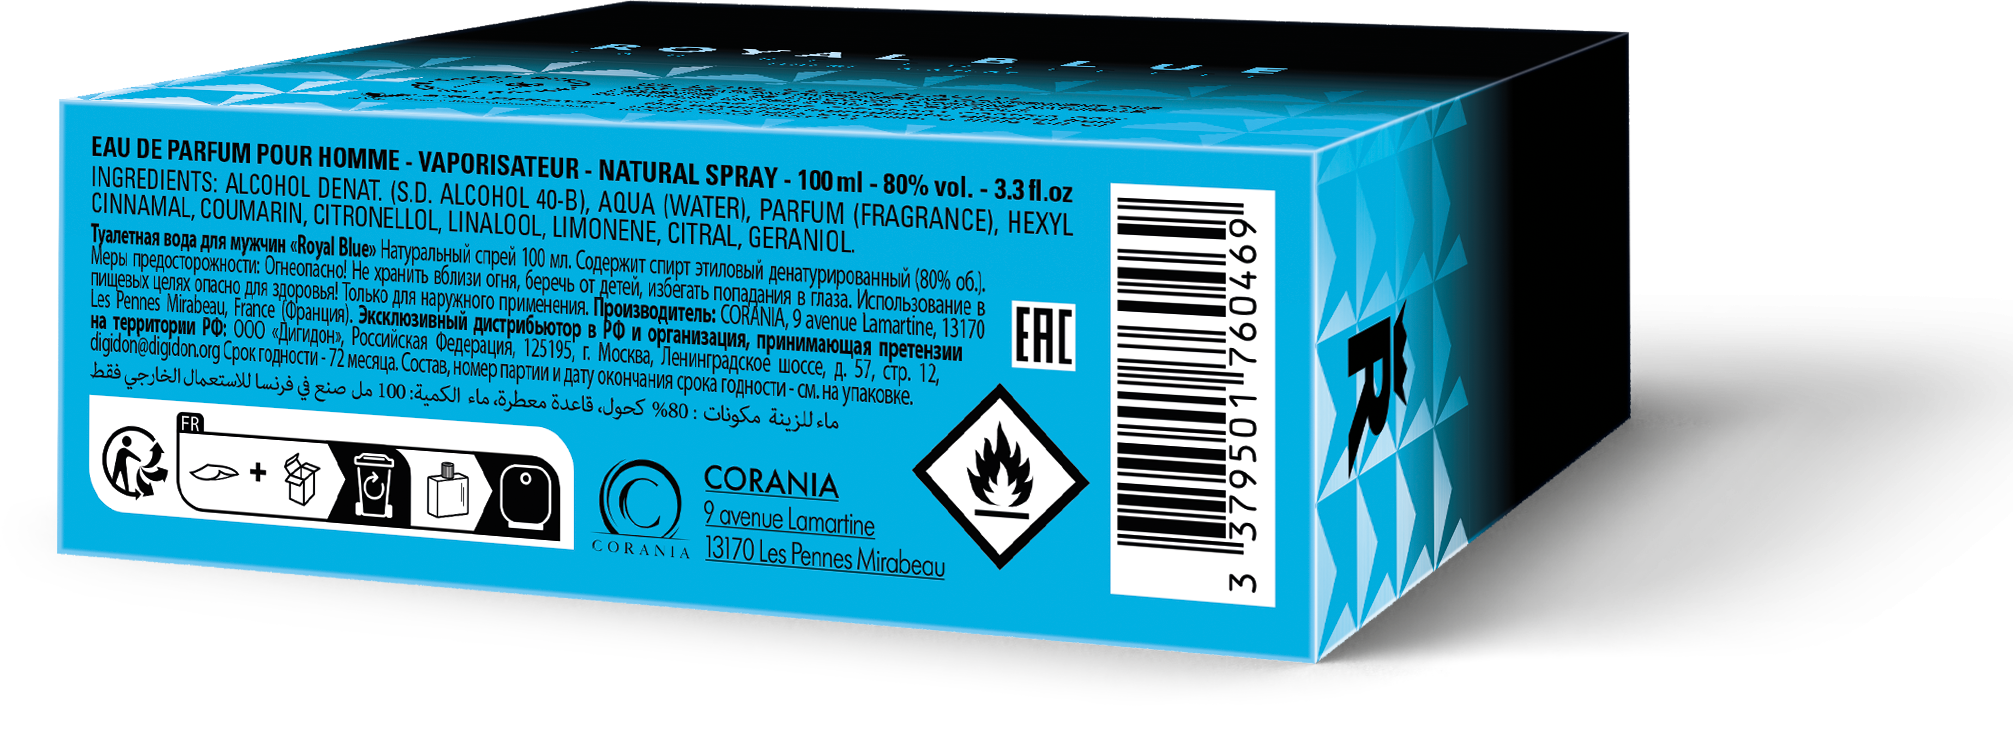 ROYAL BLUE
EAU DE PARFUM POUR HOMME - VAPORISATEUR - NATURAL SPRAY - 100 ml - 80% vol. - 3.3 fl.oz
INGREDIENTS: ALCOHOL DENAT. (S.D. ALCOHOL 40-B), AQUA (WATER), PARFUM (FRAGRANCE), HEXYL
CINNAMAL, COUMARIN, CITRONELLOL, LINALOOL, LIMONENE, CITRAL, GERANIOL.
Туалетная вода для мужчин «Royal Blue» Натуральный спрей 100 мл. Содержит спирт этиловый денатурированный (80% об.).
Меры предосторожности: Огнеопасно! Не хранить вблизи огня, беречь от детей, избегать попадания в глаза. Использование в
пищевых целях опасно для здоровья! Только для наружного применения. Производитель: CORANIA, 9 avenue Lamartine, 13170
Les Pennes Mirabeau, France (Франция). Эксклюзивный дистрибьютор в РФ и организация, принимающая претензии
на территории РФ: ООО «Дигидон», Российская Федерация, 125195, г. Москва, Ленинградское шоссе, д. 57, стр. 12,
digidon@digidon.org Срок годности - 72 месяца. Состав, номер партии и дату окончания срока годности - см. на упаковке.
ماء للزينة مكونات : 80% كحول، قاعدة معطرة، ماء الكمية: 100 مل صنع في فرنسا للاستعمال الخارجي فقط
EAC
FR
+
C
CORANIA
CORANIA
9 avenue Lamartine
13170 Les Pennes Mirabeau
3 379501 760469
R